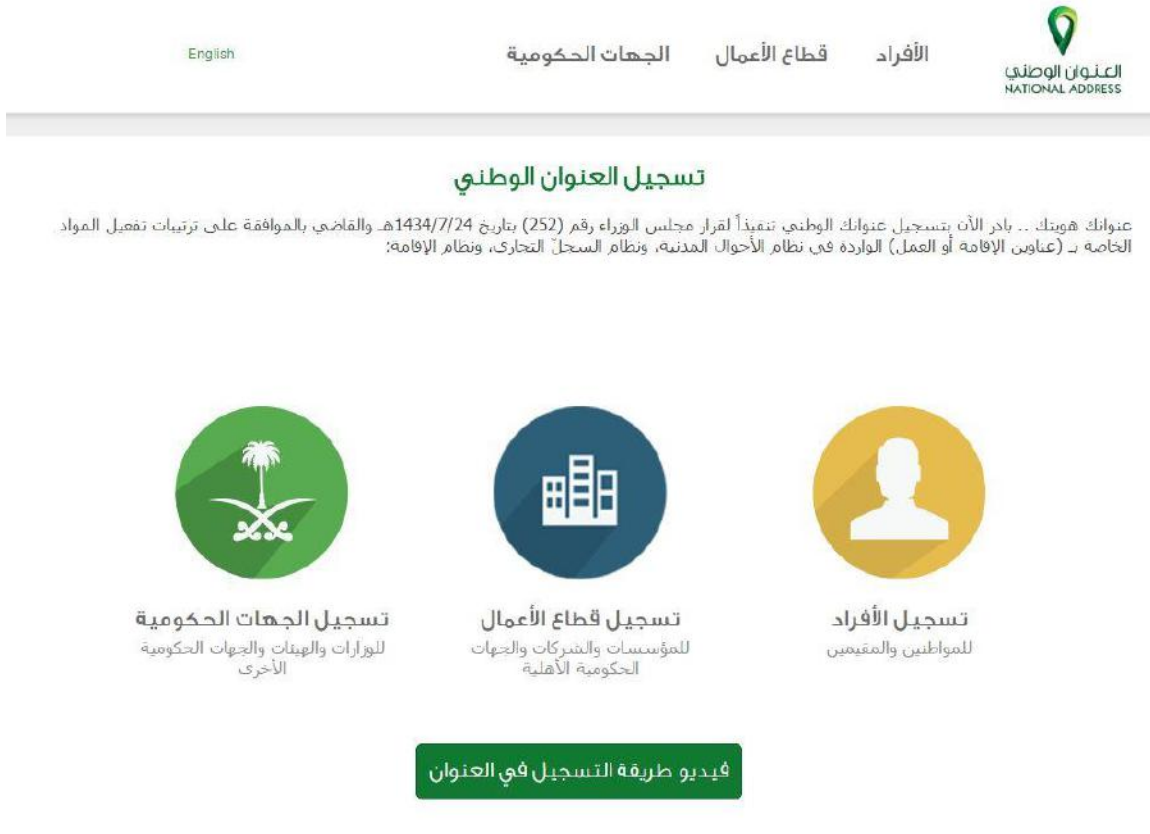 العنوان الوطني
NATIONAL ADDRESS
الأفراد
قطاع الأعمال
الجهات الحكومية
English
تسجيل العنوان الوطني
عنوانك هويتك .. بادر الأن بتسجيل عنوانك الوطني تنفيذاً لقرار مجلس الوزراء رقم (252) بتاريخ 1434/7/24هـ والقاضي بالموافقة على ترتيبات تفعيل المواد
الخاصة بـ (عناوين الإقامة أو العمل) الواردة في نظام الأحوال المدنية، ونظام السجلّ التجاري، ونظام الإقامة:
تسجيل الأفراد
للمواطنين والمقيمين
تسجيل قطاع الأعمال
للمؤسسات والشركات والجهات
الحكومية الأهلية
تسجيل الجهات الحكومية
للوزارات والهيئات والجهات الحكومية
الأخرى
فيديو طريقة التسجيل في العنوان